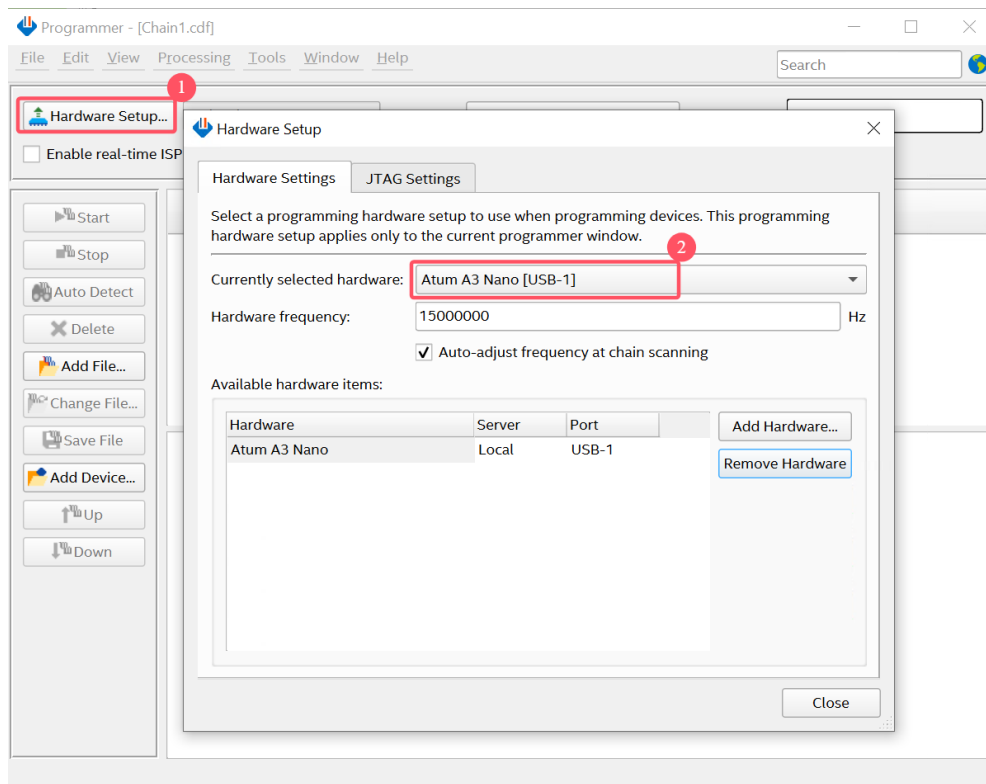 Programmer - [Chain1.cdf]
File Edit View Processing Tools Window Help
Search
1
Hardware Setup...
Enable real-time ISP
Start
Stop
Auto Detect
Delete
Add File...
Change File...
Save File
Add Device...
Up
Down
Hardware Setup
Hardware Settings
JTAG Settings
Select a programming hardware setup to use when programming devices. This programming
hardware setup applies only to the current programmer window.
2
Currently selected hardware: Atum A3 Nano [USB-1]
Hardware frequency: 15000000 Hz
Auto-adjust frequency at chain scanning
Available hardware items:
Hardware Server Port
Atum A3 Nano Local USB-1
Add Hardware...
Remove Hardware
Close